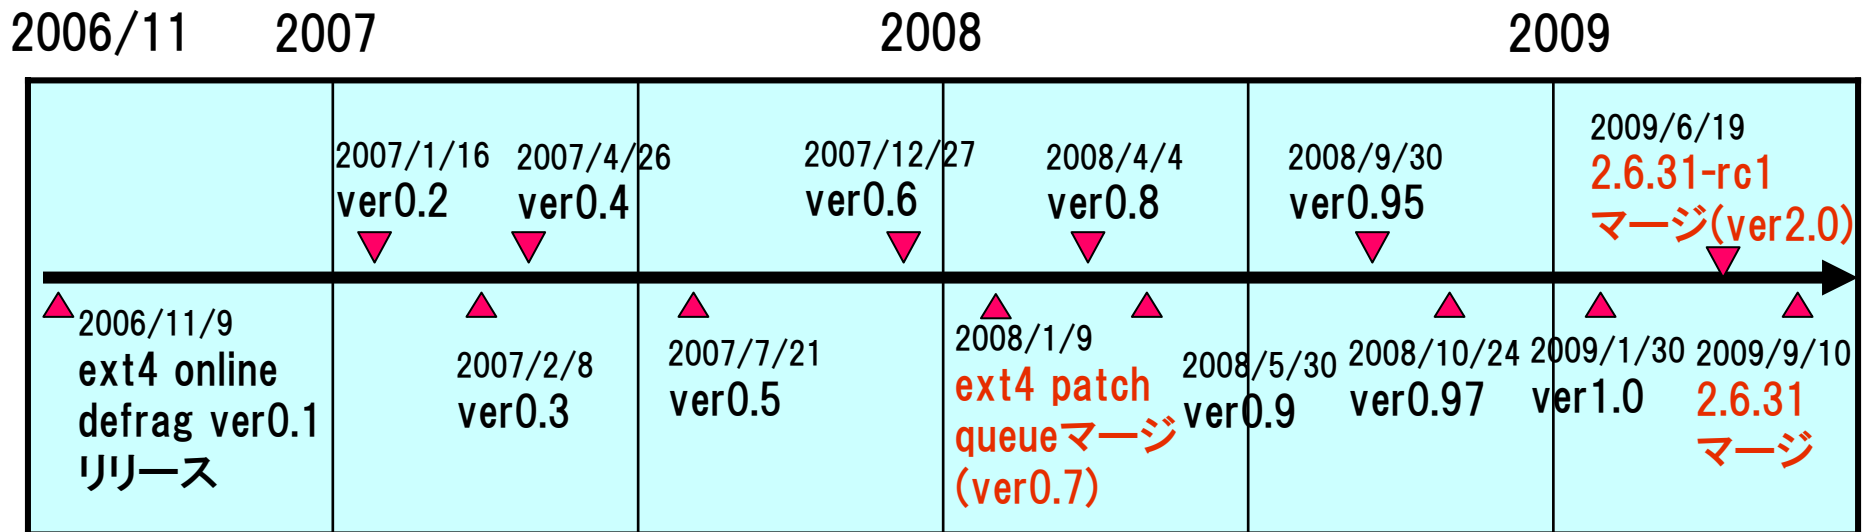 2006/11
2007
2008
2009
2007/1/16
ver0.2
2007/4/26
ver0.4
2007/12/27
ver0.6
2008/4/4
ver0.8
2008/9/30
ver0.95
2009/6/19
2.6.31-rc1
マージ(ver2.0)
2006/11/9
ext4 online
defrag ver0.1
リリース
2007/2/8
ver0.3
2007/7/21
ver0.5
2008/1/9
ext4 patch
queueマージ
(ver0.7)
2008/5/30
ver0.9
2008/10/24
ver0.97
2009/1/30
ver1.0
2009/9/10
2.6.31
マージ